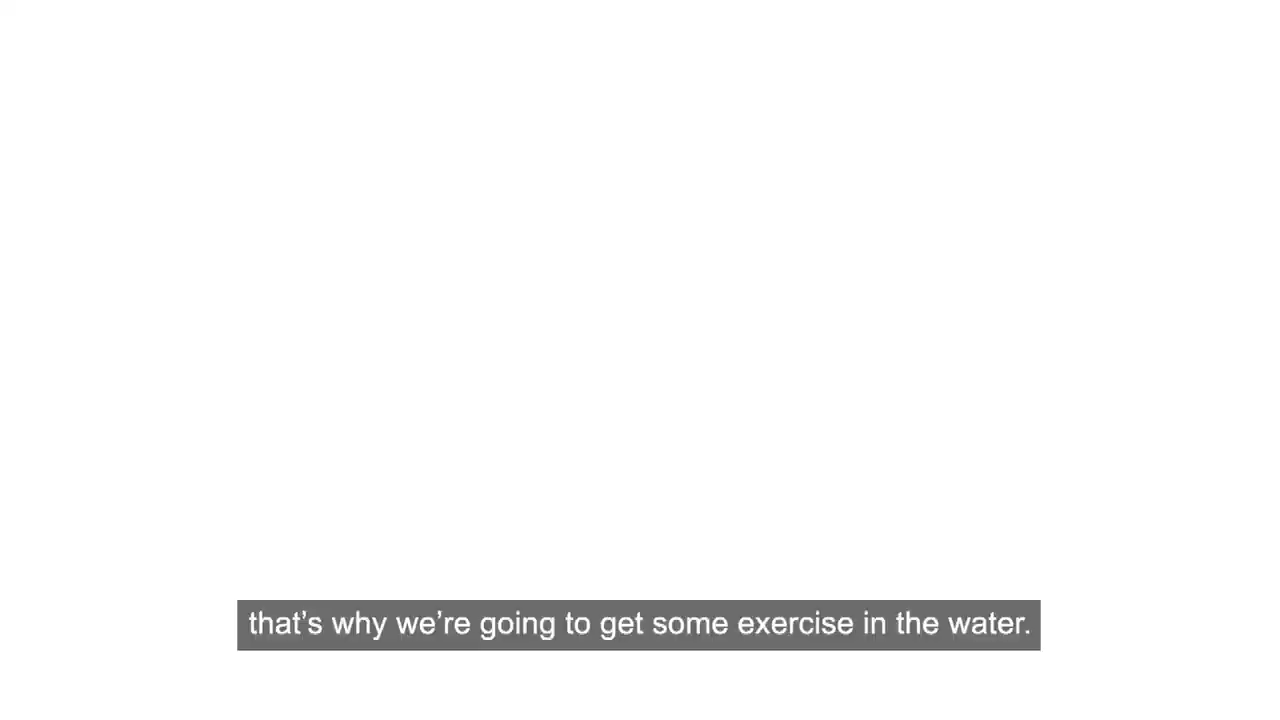 that’s why we’re going to get some exercise in the water.